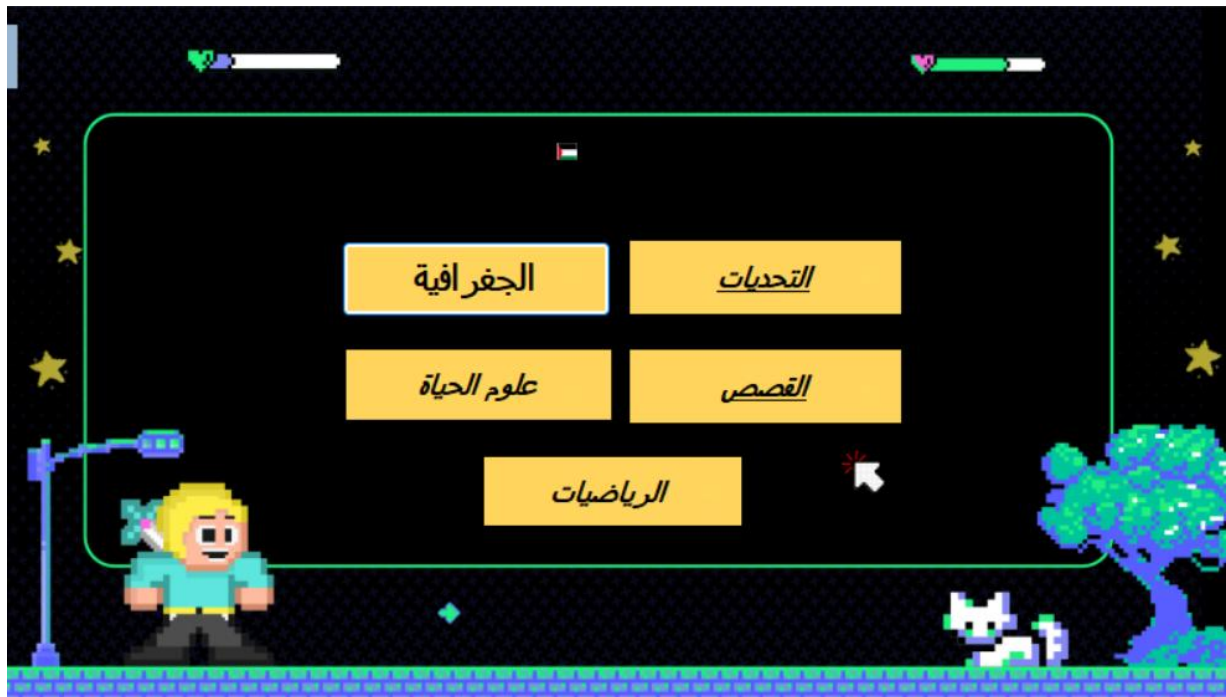 التحديات
الجغرافية
القصص
علوم الحياة
الرياضيات